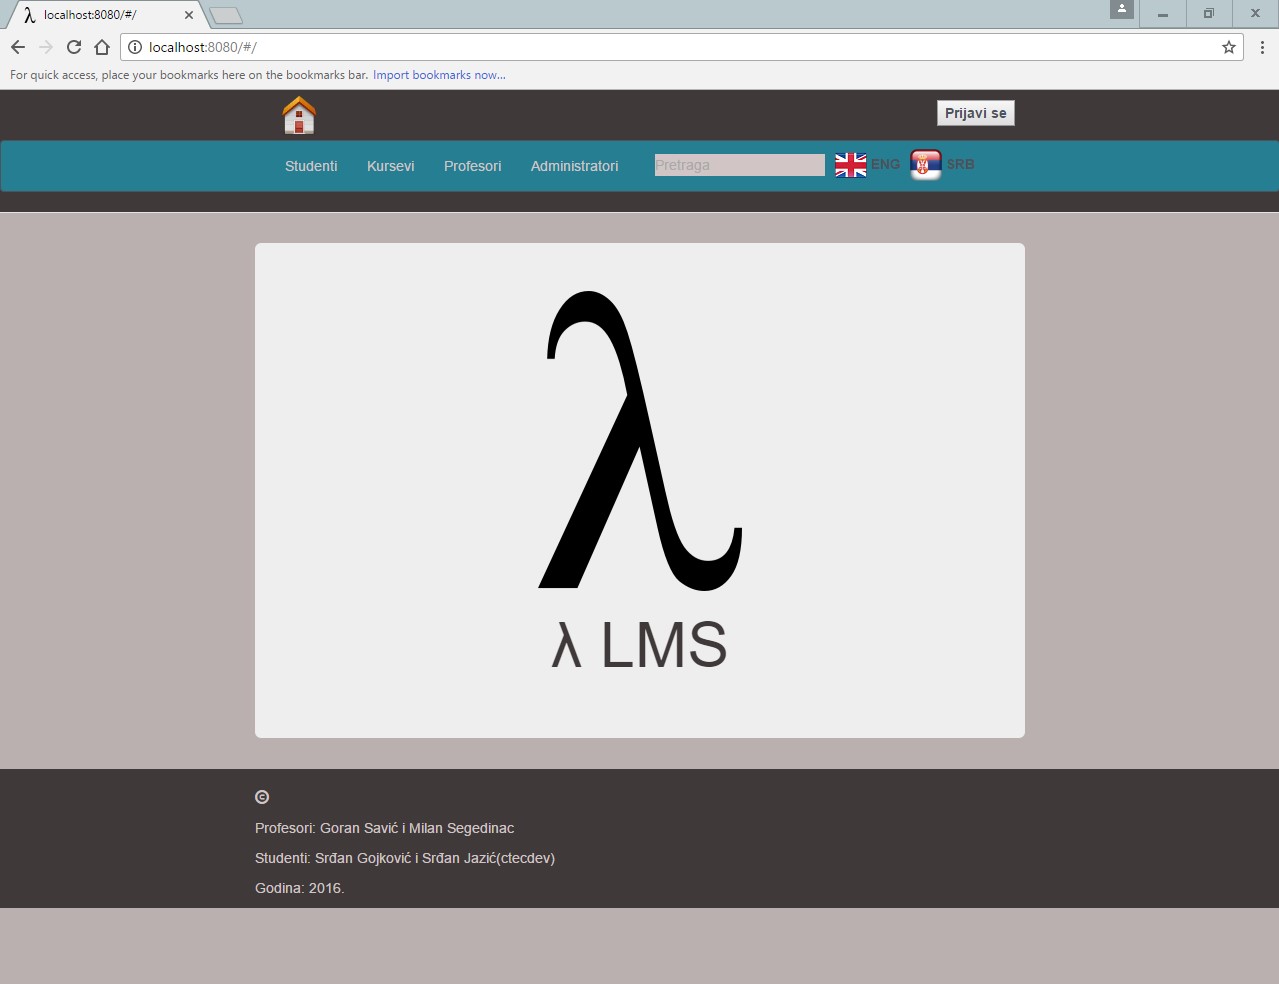 λ localhost:8080/#/
localhost:8080/#/
For quick access, place your bookmarks here on the bookmarks bar. Import bookmarks now...
Prijavi se
Studenti Kursevi Profesori Administratori Pretraga ENG SRB
λ
λ LMS
©
Profesori: Goran Savić i Milan Segedinac
Studenti: Srđan Gojković i Srđan Jazić(ctecdev)
Godina: 2016.